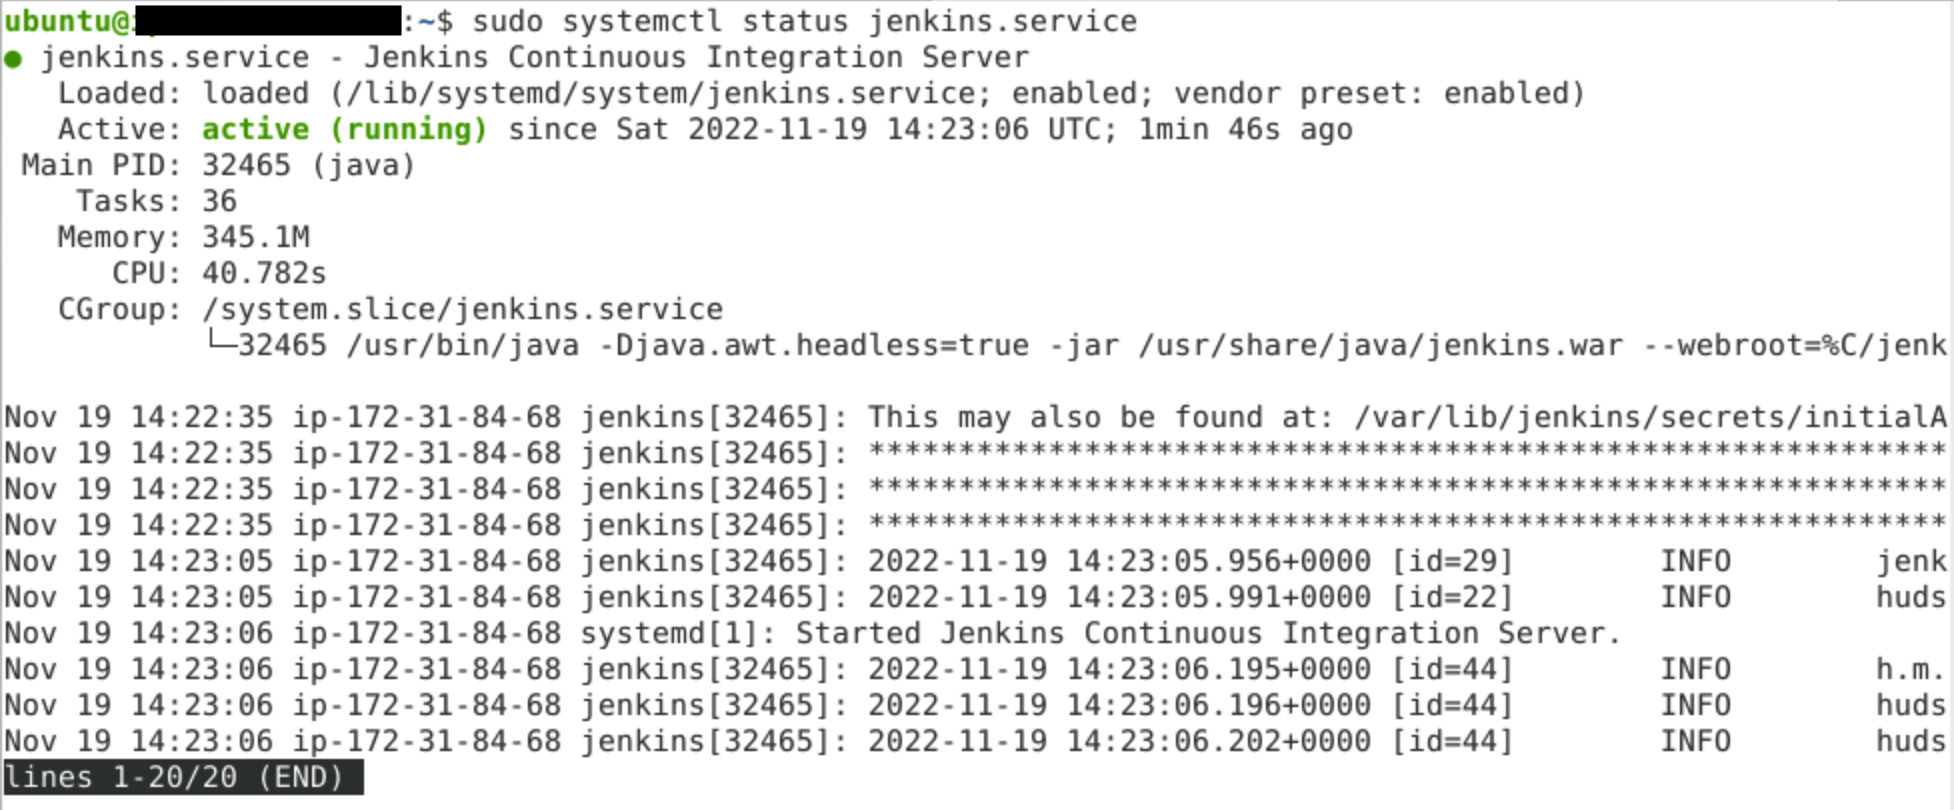 ubuntu@ :~$ sudo systemctl status jenkins.service
● jenkins.service - Jenkins Continuous Integration Server
Loaded: loaded (/lib/systemd/system/jenkins.service; enabled; vendor preset: enabled)
Active: active (running) since Sat 2022-11-19 14:23:06 UTC; 1min 46s ago
Main PID: 32465 (java)
Tasks: 36
Memory: 345.1M
CPU: 40.782s
CGroup: /system.slice/jenkins.service
└─32465 /usr/bin/java -Djava.awt.headless=true -jar /usr/share/java/jenkins.war --webroot=%C/jenk
Nov 19 14:22:35 ip-172-31-84-68 jenkins[32465]: This may also be found at: /var/lib/jenkins/secrets/initialA
Nov 19 14:22:35 ip-172-31-84-68 jenkins[32465]: ************************************************************
Nov 19 14:22:35 ip-172-31-84-68 jenkins[32465]: ************************************************************
Nov 19 14:22:35 ip-172-31-84-68 jenkins[32465]: ************************************************************
Nov 19 14:23:05 ip-172-31-84-68 jenkins[32465]: 2022-11-19 14:23:05.956+0000 [id=29]        INFO        jenk
Nov 19 14:23:05 ip-172-31-84-68 jenkins[32465]: 2022-11-19 14:23:05.991+0000 [id=22]        INFO        huds
Nov 19 14:23:06 ip-172-31-84-68 systemd[1]: Started Jenkins Continuous Integration Server.
Nov 19 14:23:06 ip-172-31-84-68 jenkins[32465]: 2022-11-19 14:23:06.195+0000 [id=44]        INFO        h.m.
Nov 19 14:23:06 ip-172-31-84-68 jenkins[32465]: 2022-11-19 14:23:06.196+0000 [id=44]        INFO        huds
Nov 19 14:23:06 ip-172-31-84-68 jenkins[32465]: 2022-11-19 14:23:06.202+0000 [id=44]        INFO        huds
lines 1-20/20 (END)